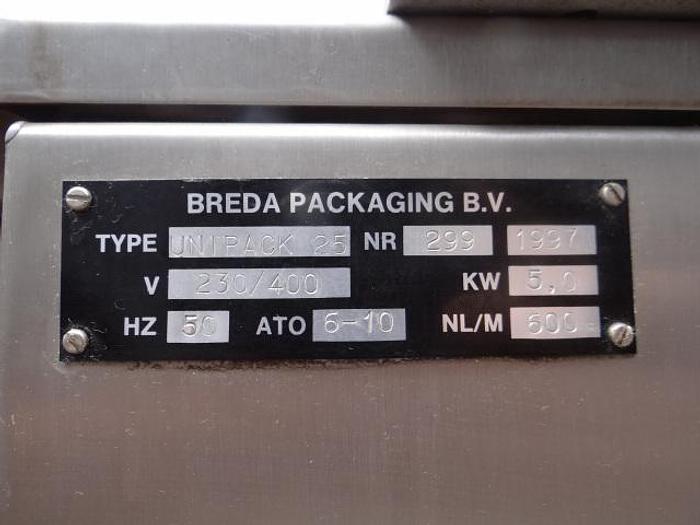 BREDA PACKAGING B.V.
TYPE UNIPACK 25 NR 299 1997
V 230/400 KW 5,0
HZ 50 ATO 6-10 NL/M 600